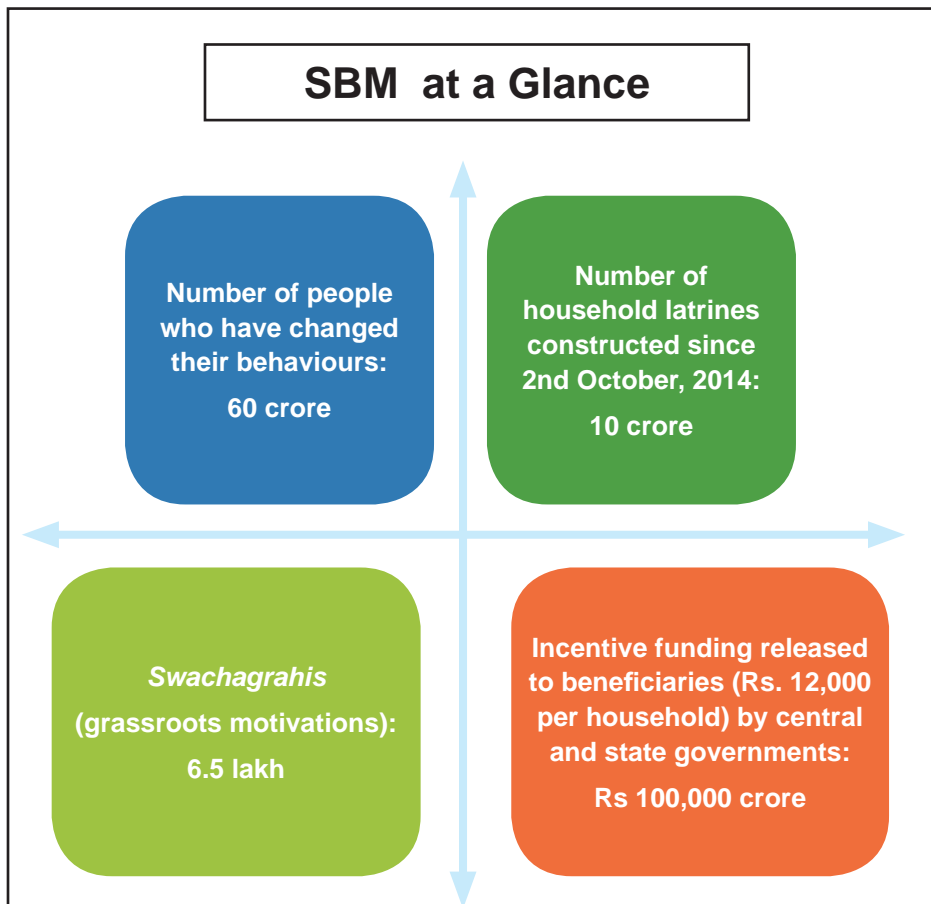 SBM at a Glance
Number of people
who have changed
their behaviours:
60 crore
Number of
household latrines
constructed since
2nd October, 2014:
10 crore
Swachagrahis
(grassroots motivations):
6.5 lakh
Incentive funding released
to beneficiaries (Rs. 12,000
per household) by central
and state governments:
Rs 100,000 crore